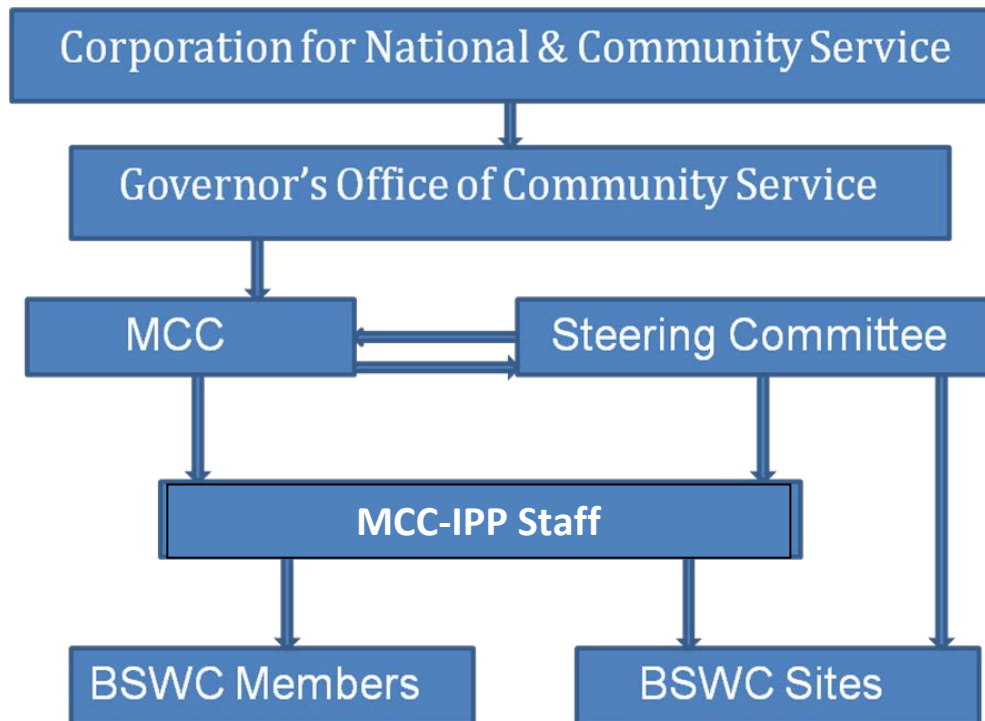 Corporation for National & Community Service
Governor’s Office of Community Service
MCC
Steering Committee
MCC-IPP Staff
BSWC Members
BSWC Sites